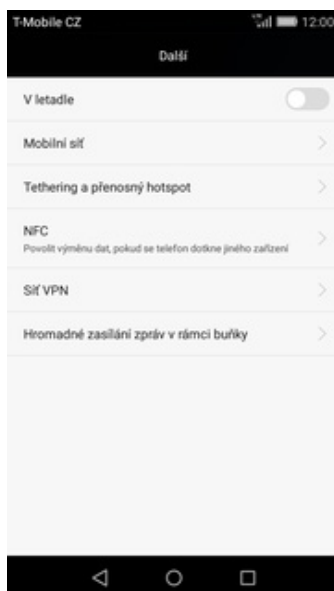 T-Mobile CZ 12:00
Další
V letadle
Mobilní síť
Tethering a přenosný hotspot
NFC
Povolit výměnu dat, pokud se telefon dotkne jiného zařízení
Síť VPN
Hromadné zasílání zpráv v rámci buňky